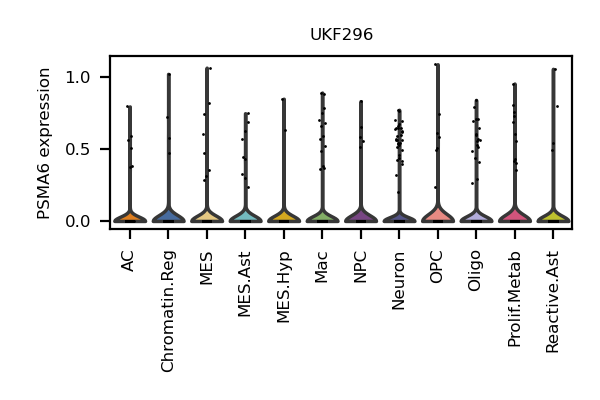 UKF296
PSMA6 expression
1.0
0.5
0.0
AC
Chromatin.Reg
MES
MES.Ast
MES.Hyp
Mac
NPC
Neuron
OPC
Oligo
Prolif.Metab
Reactive.Ast